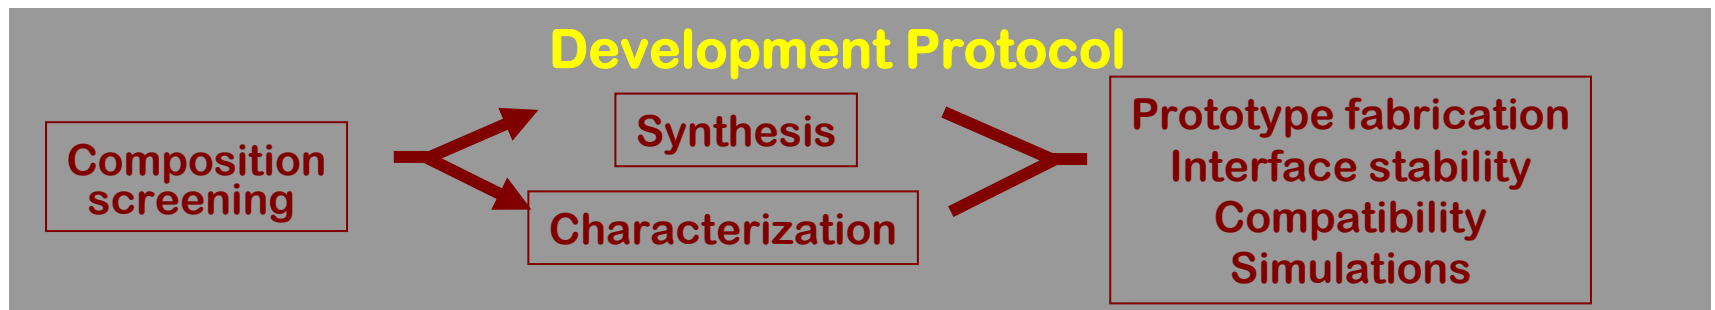 Development Protocol
Composition
screening
Synthesis
Characterization
Prototype fabrication
Interface stability
Compatibility
Simulations